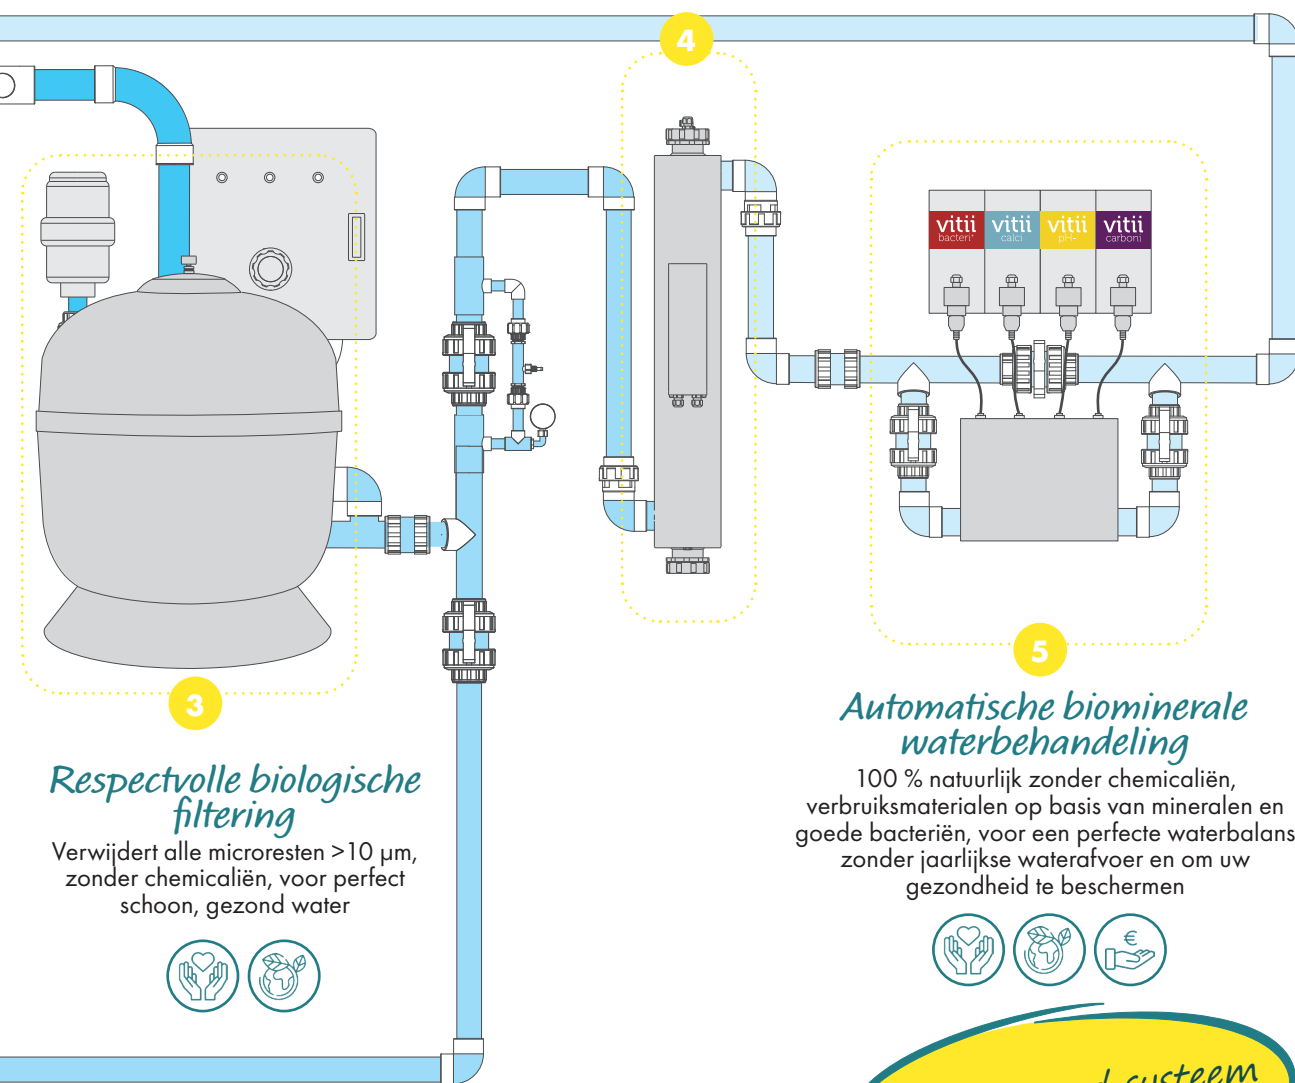 4
vitii
bacteri+
vitii
calci
vitii
pH-
vitii
carboni
3
Respectvolle biologische
filtering
Verwijdert alle microresten >10 µm,
zonder chemicaliën, voor perfect
schoon, gezond water
5
Automatische biominerale
waterbehandeling
100 % natuurlijk zonder chemicaliën,
verbruiksmaterialen op basis van mineralen en
goede bacteriën, voor een perfecte waterbalans
zonder jaarlijkse waterafvoer en om uw
gezondheid te beschermen
€
systeem